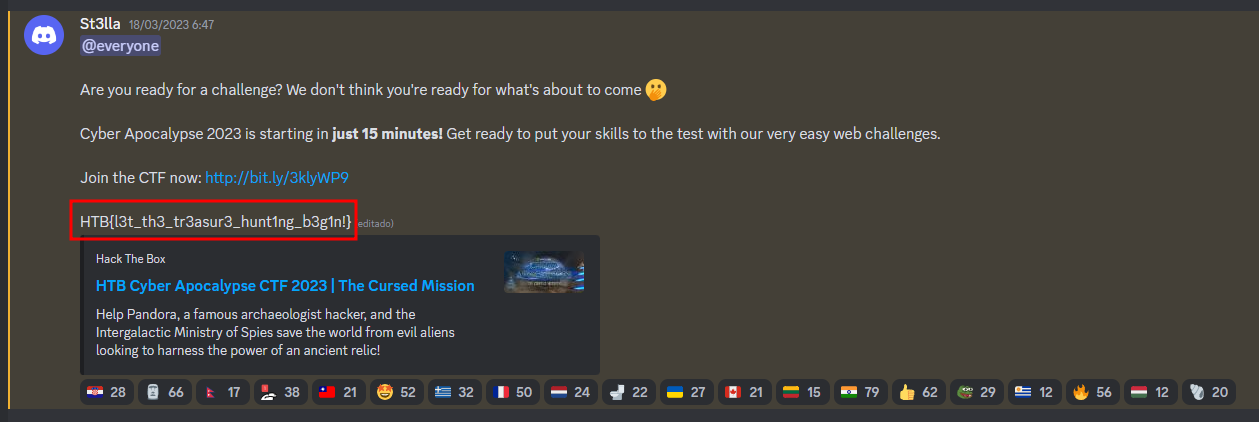 St3lla 18/03/2023 6:47
@everyone
Are you ready for a challenge? We don't think you're ready for what's about to come
Cyber Apocalypse 2023 is starting in just 15 minutes! Get ready to put your skills to the test with our very easy web challenges.
Join the CTF now: http://bit.ly/3klyWP9
HTB{l3t_th3_tr3asur3_hunt1ng_b3g1n!} (editado)
Hack The Box
HTB Cyber Apocalypse CTF 2023 | The Cursed Mission
Help Pandora, a famous archaeologist hacker, and the
Intergalactic Ministry of Spies save the world from evil aliens
looking to harness the power of an ancient relic!
28 66 17 38 21 52 32 50 24 22 27 21 15 79 62 29 12 56 12 20